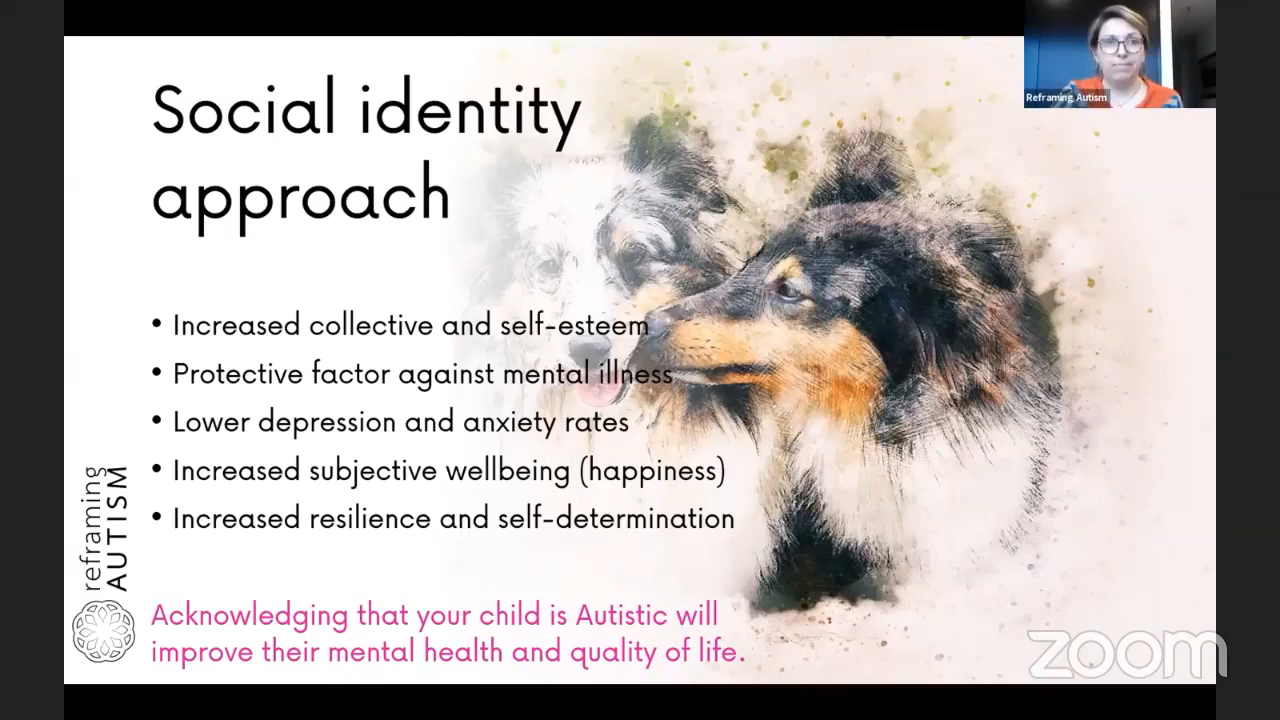 Social identity
approach
• Increased collective and self-esteem
• Protective factor against mental illness
• Lower depression and anxiety rates
• Increased subjective wellbeing (happiness)
• Increased resilience and self-determination
Acknowledging that your child is Autistic will
improve their mental health and quality of life.
reframing
AUTISM
Reframing Autism
zoom